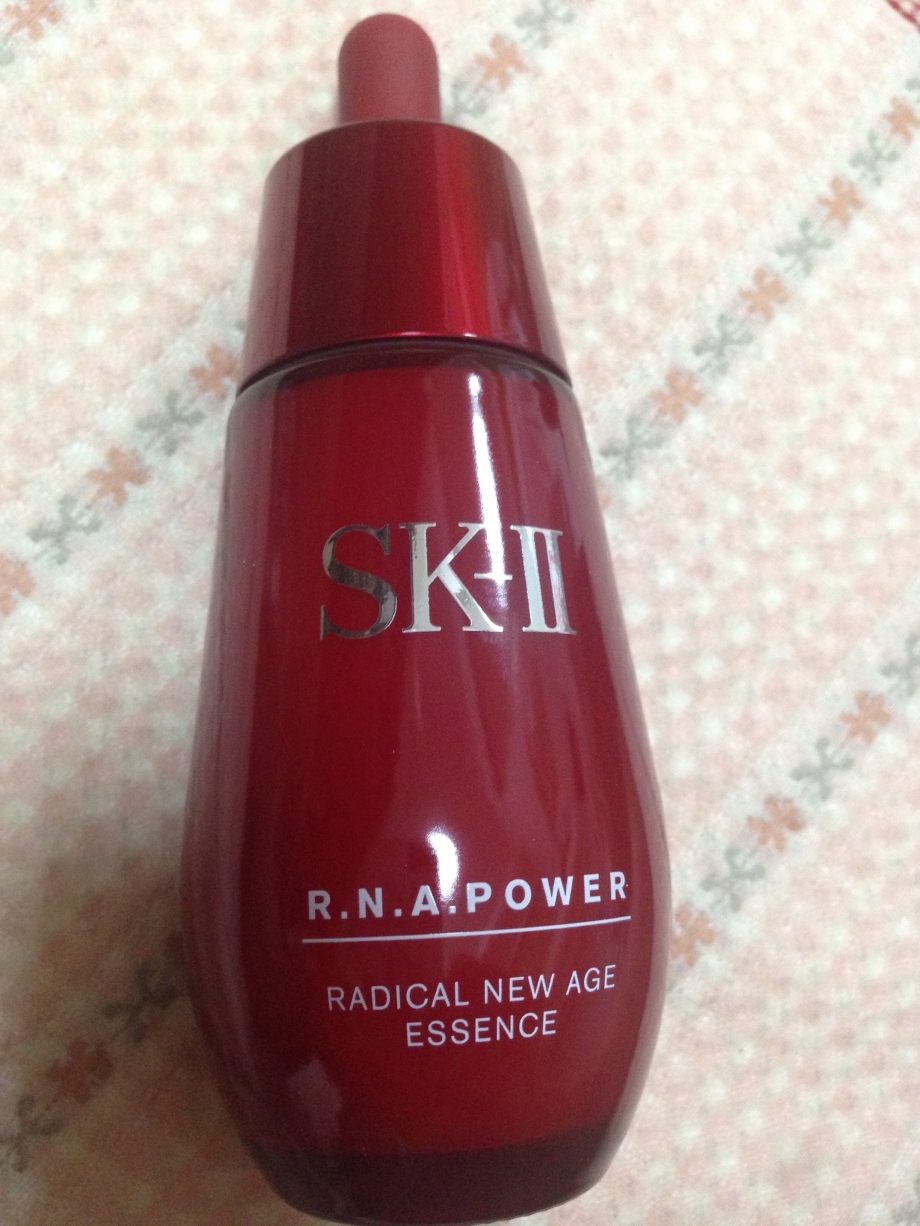 SK-II
R.N.A.POWER
RADICAL NEW AGE
ESSENCE